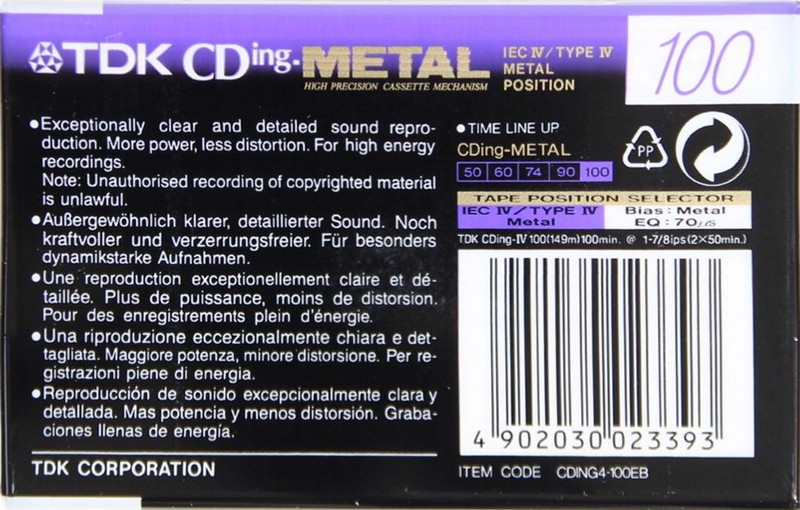 TDK CDing-METAL
HIGH PRECISION CASSETTE MECHANISM
IEC IV/TYPE IV
METAL
POSITION
100
●Exceptionally clear and detailed sound repro-
duction. More power, less distortion. For high energy
recordings.
Note: Unauthorised recording of copyrighted material
is unlawful.
●Außergewöhnlich klarer, detaillierter Sound. Noch
kraftvoller und verzerrungsfreier. Für besonders
dynamikstarke Aufnahmen.
●Une reproduction exceptionellement claire et dé-
taillée. Plus de puissance, moins de distorsion.
Pour des enregistrements plein d'énergie.
●Una riproduzione eccezionalmente chiara e det-
tagliata. Maggiore potenza, minore distorsione. Per re-
gistrazioni piene di energia.
●Reproducción de sonido excepcionalmente clara y
detallada. Mas potencia y menos distorsión. Graba-
ciones llenas de energía.
TDK CORPORATION
●TIME LINE UP
CDing-METAL
50 60 74 90 100
PP
TAPE POSITION SELECTOR
IEC IV/TYPE IV
Metal
Bias: Metal
EQ: 70μs
TDK CDing-IV 100(149m)100min. @ 1-7/8ips(2×50min.)
4 902030 023393
ITEM CODE CDING4-100EB